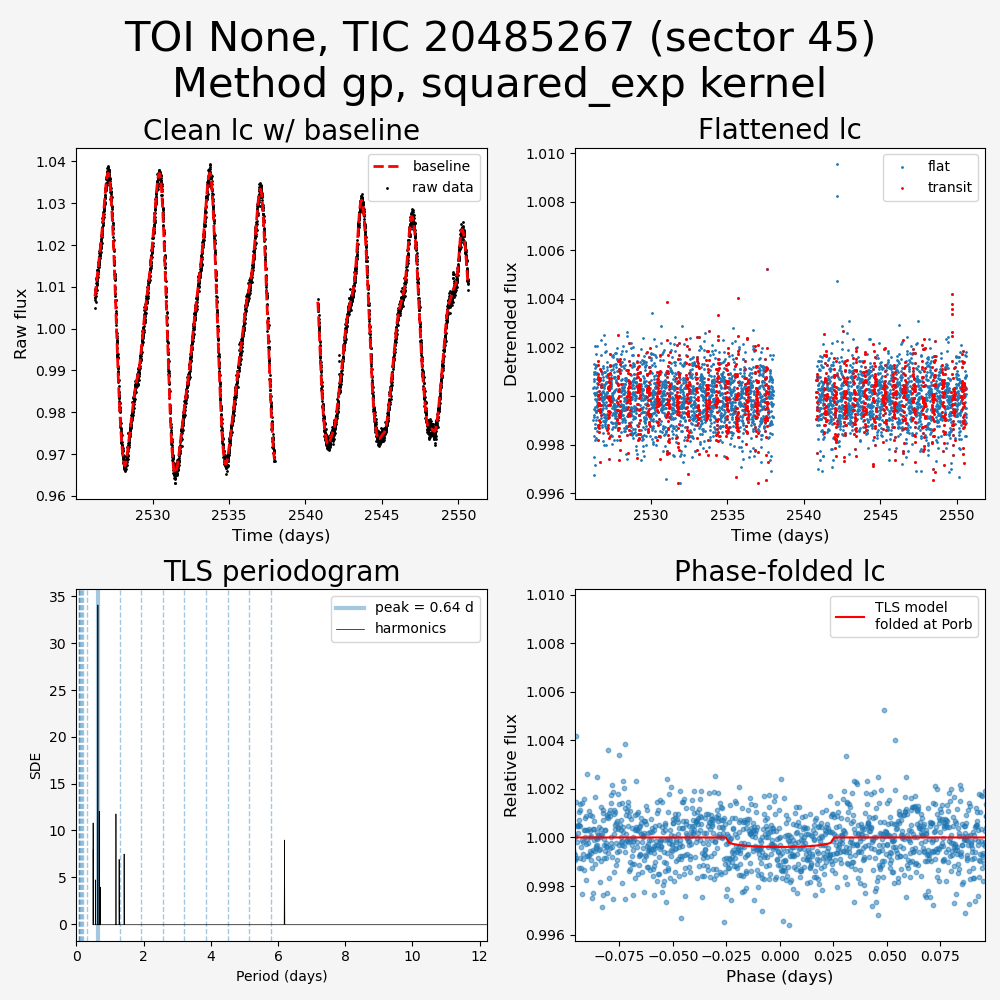 TOI None, TIC 20485267 (sector 45)
Method gp, squared_exp kernel
Clean lc w/ baseline
1.04
1.03
1.02
1.01
1.00
0.99
0.98
0.97
0.96
Raw flux
baseline
raw data
2530
2535
2540
2545
2550
Time (days)
Flattened lc
1.010
1.008
1.006
1.004
1.002
1.000
0.998
0.996
Detrended flux
flat
transit
2530
2535
2540
2545
2550
Time (days)
TLS periodogram
35
30
25
20
15
10
5
0
SDE
peak = 0.64 d
harmonics
0
2
4
6
8
10
12
Period (days)
Phase-folded lc
1.010
1.008
1.006
1.004
1.002
1.000
0.998
0.996
Relative flux
TLS model
folded at Porb
−0.075
−0.050
−0.025
0.000
0.025
0.050
0.075
Phase (days)